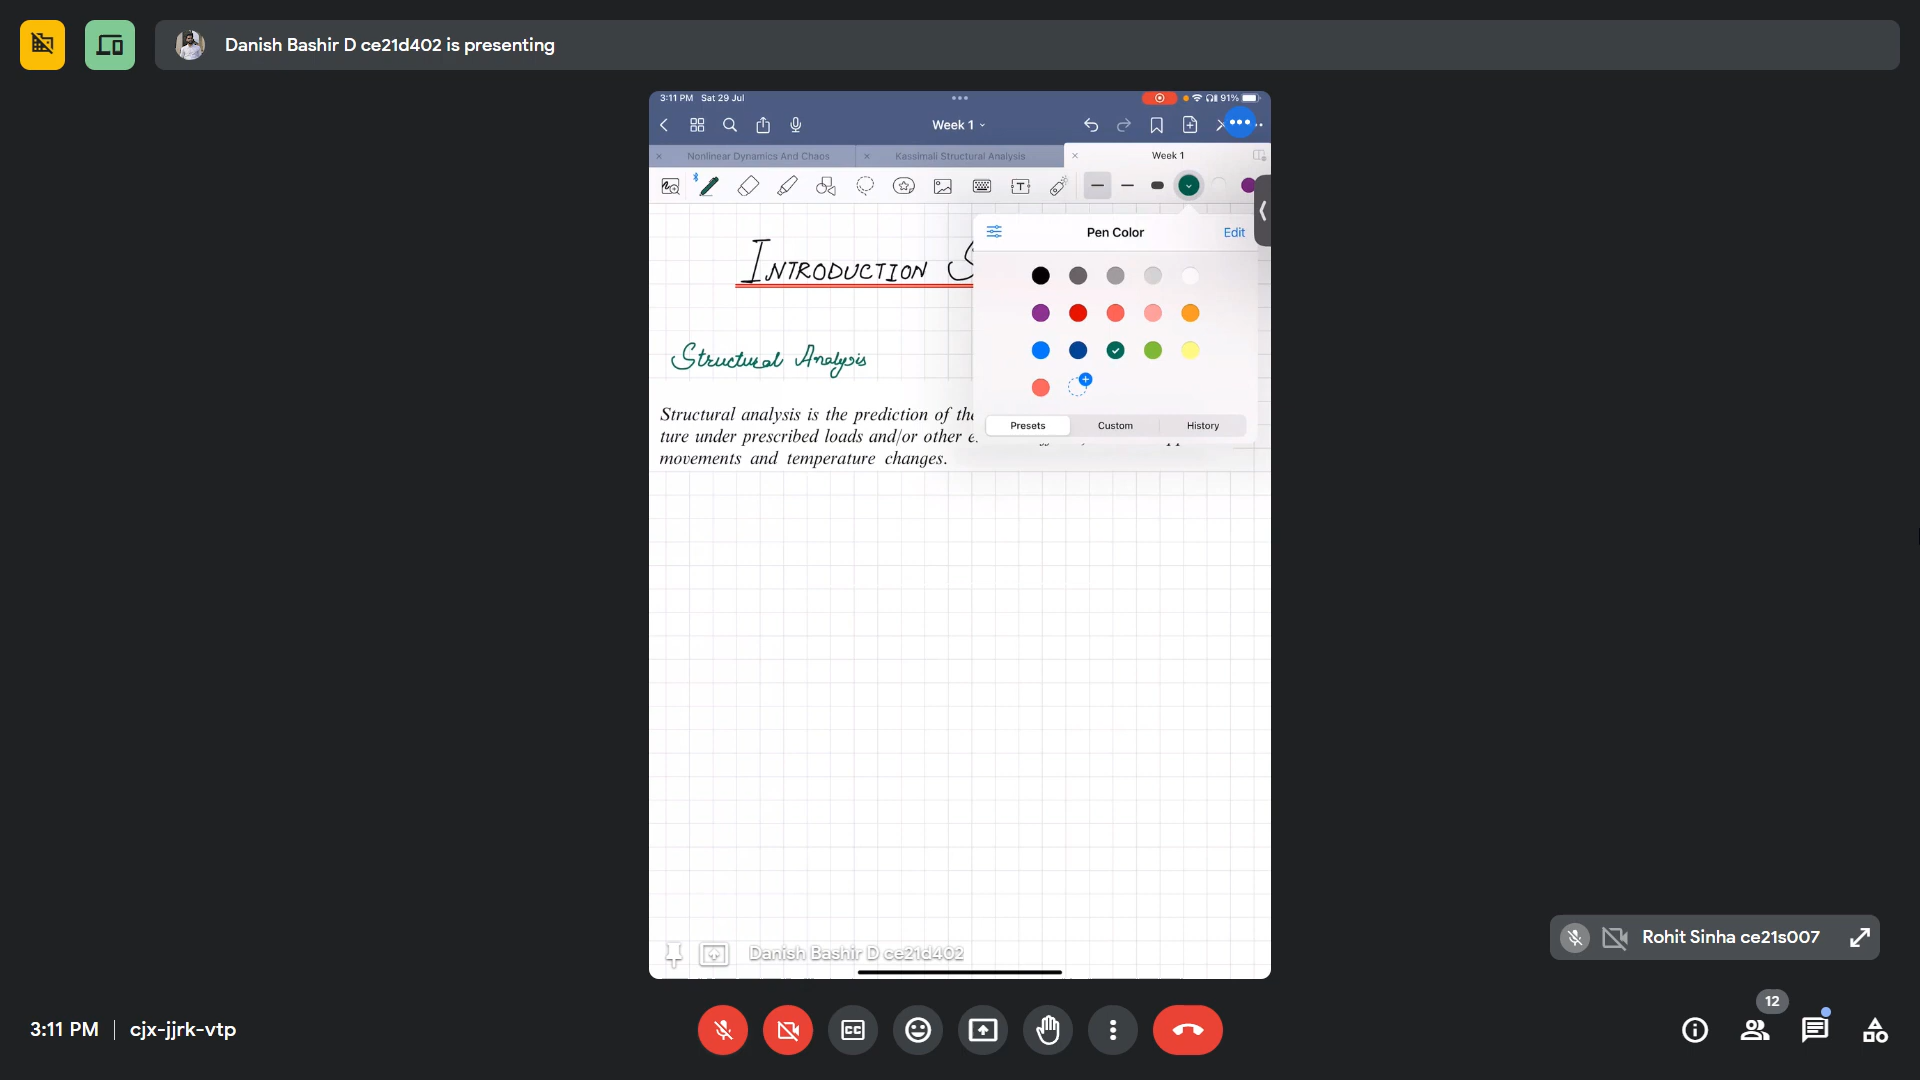 Danish Bashir D ce21d402 is presenting
3:11 PM Sat 29 Jul
91%
Week 1
Nonlinear Dynamics And Chaos
Kassimali Structural Analysis
Week 1
Pen Color
Edit
INTRODUCTION S
Structural Analysis
Structural analysis is the prediction of the
ture under prescribed loads and/or other e
movements and temperature changes.
Presets
Custom
History
Danish Bashir D ce21d402
Rohit Sinha ce21s007
3:11 PM | cjx-jjrk-vtp
CC
12